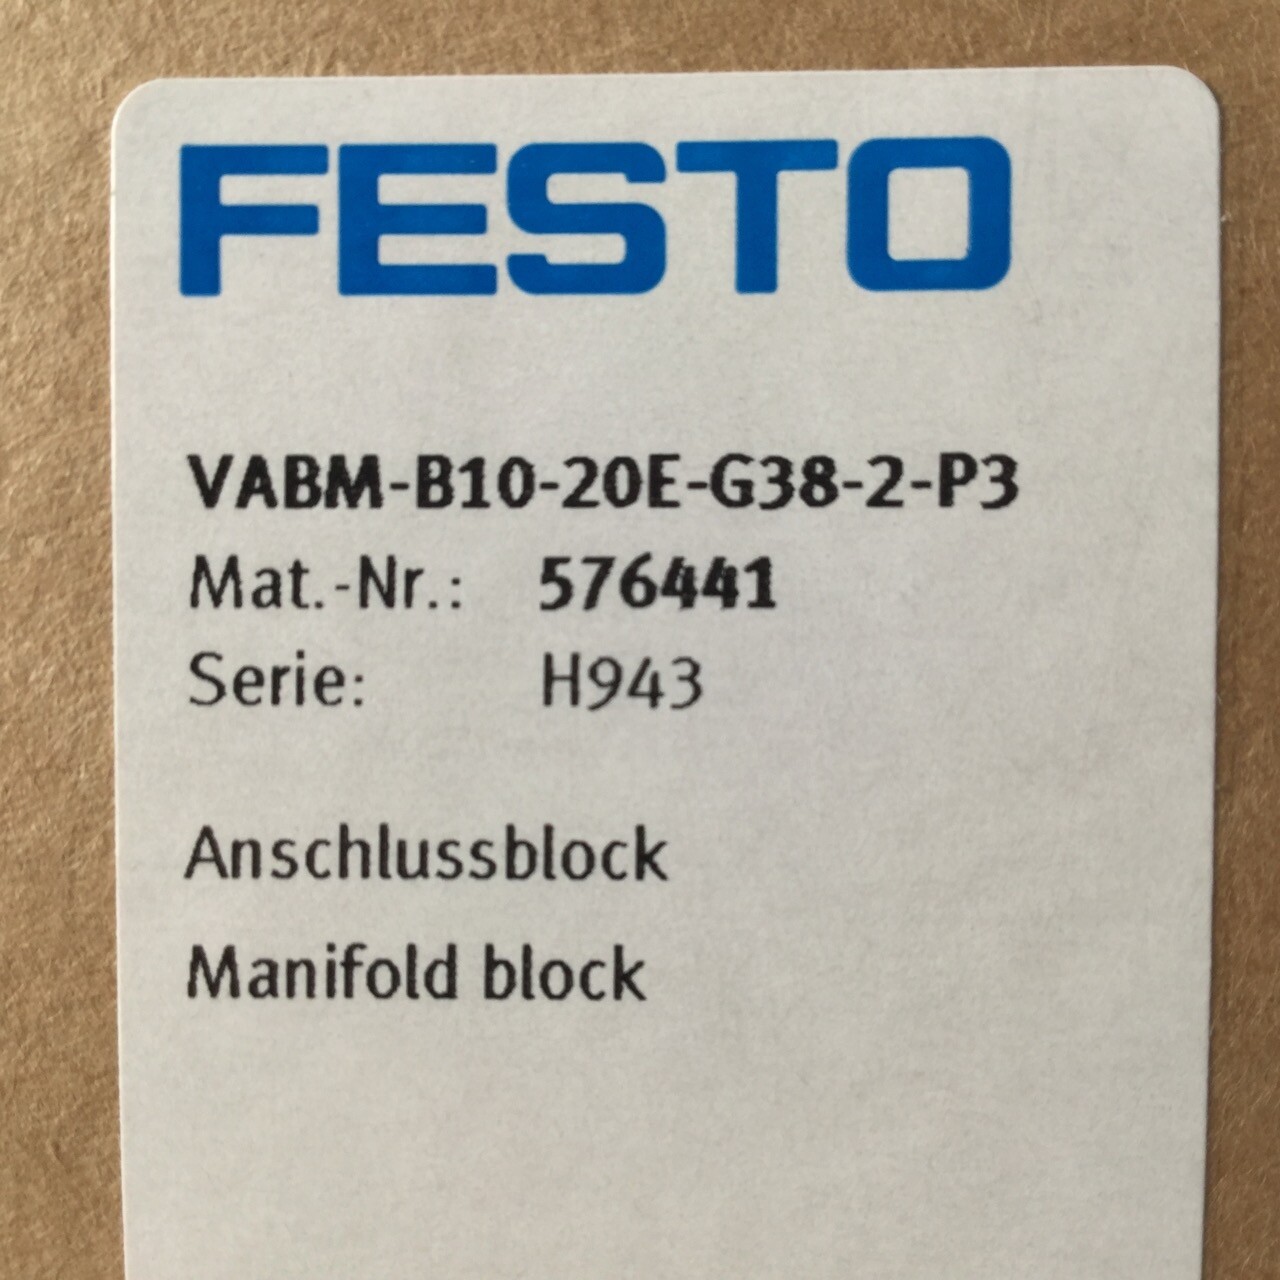 FESTO
VABM-B10-20E-G38-2-P3
Mat.-Nr.: 576441
Serie: H943
Anschlussblock
Manifold block